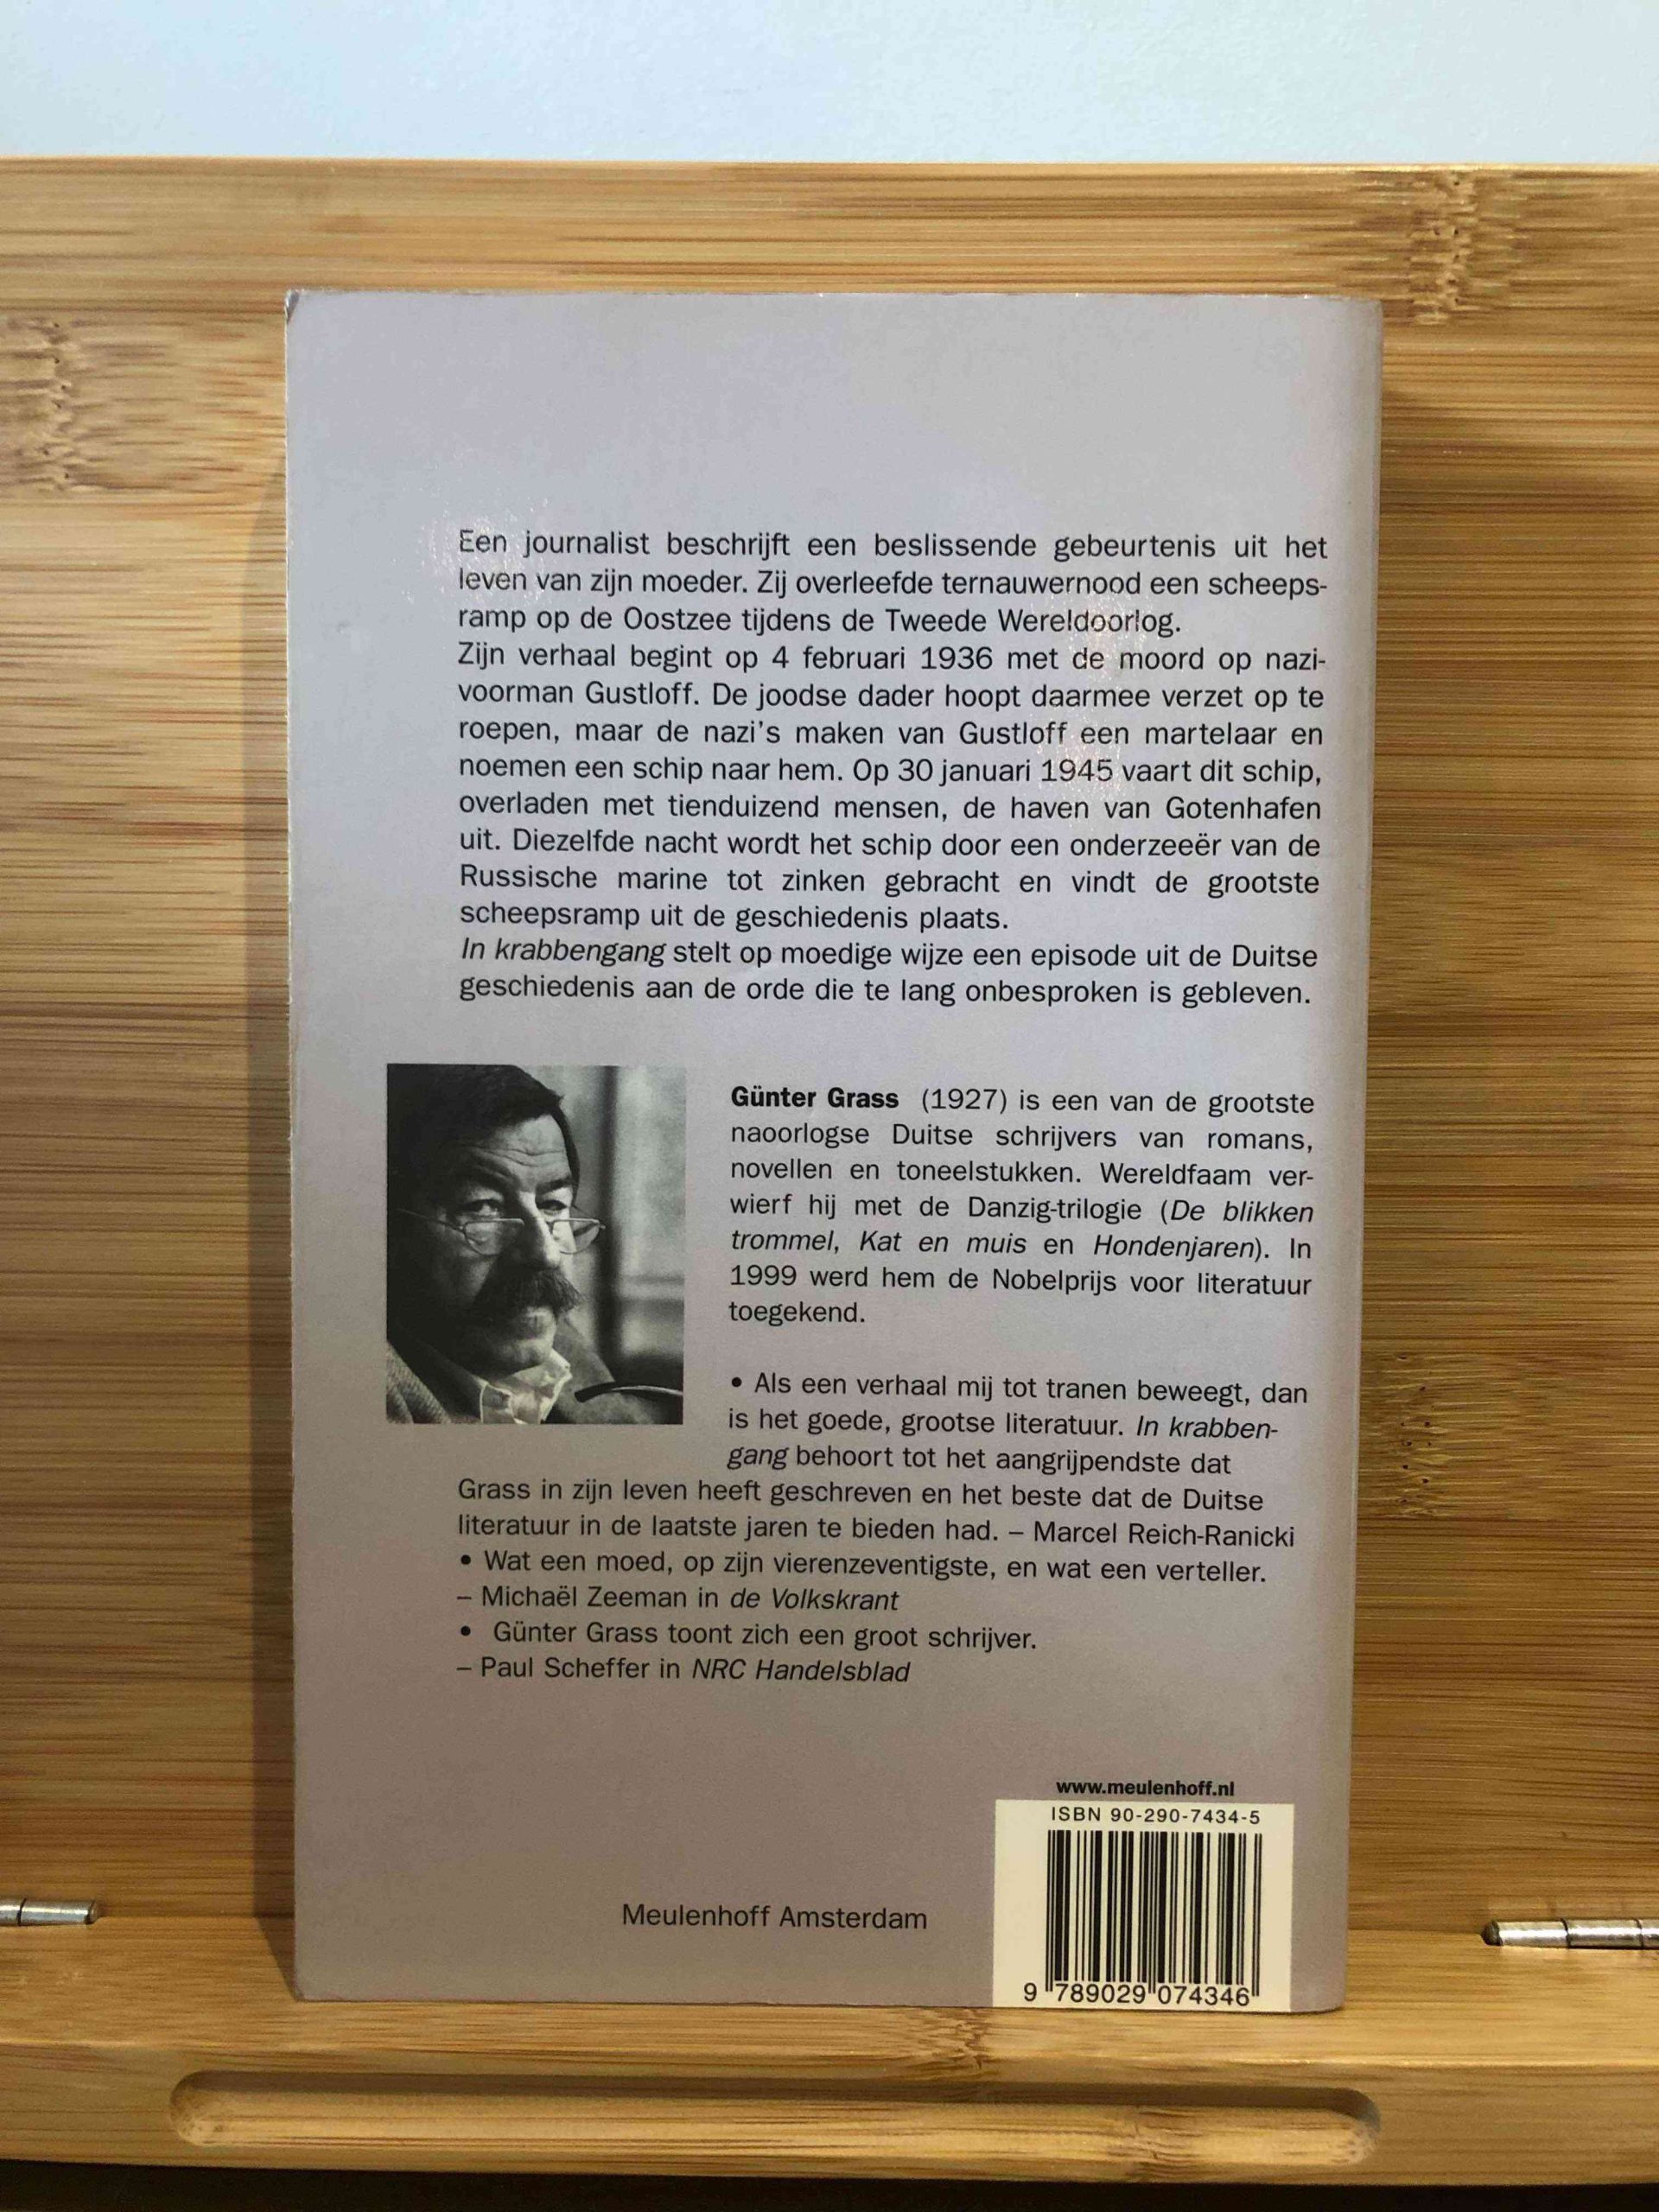 Een journalist beschrijft een beslissende gebeurtenis uit het
leven van zijn moeder. Zij overleefde ternauwernood een scheeps-
ramp op de Oostzee tijdens de Tweede Wereldoorlog.
Zijn verhaal begint op 4 februari 1936 met de moord op nazi-
voorman Gustloff. De joodse dader hoopt daarmee verzet op te
roepen, maar de nazi's maken van Gustloff een martelaar en
noemen een schip naar hem. Op 30 januari 1945 vaart dit schip,
overladen met tienduizend mensen, de haven van Gotenhafen
uit. Diezelfde nacht wordt het schip door een onderzeeër van de
Russische marine tot zinken gebracht en vindt de grootste
scheepsramp uit de geschiedenis plaats.
In krabbengang stelt op moedige wijze een episode uit de Duitse
geschiedenis aan de orde die te lang onbesproken is gebleven.
Günter Grass (1927) is een van de grootste
naoorlogse Duitse schrijvers van romans,
novellen en toneelstukken. Wereldfaam ver-
wierf hij met de Danzig-trilogie (De blikken
trommel, Kat en muis en Hondenjaren). In
1999 werd hem de Nobelprijs voor literatuur
toegekend.
• Als een verhaal mij tot tranen beweegt, dan
is het goede, grootse literatuur. In krabben-
gang behoort tot het aangrijpendste dat
Grass in zijn leven heeft geschreven en het beste dat de Duitse
literatuur in de laatste jaren te bieden had. – Marcel Reich-Ranicki
• Wat een moed, op zijn vierenzeventigste, en wat een verteller.
– Michaël Zeeman in de Volkskrant
• Günter Grass toont zich een groot schrijver.
– Paul Scheffer in NRC Handelsblad
www.meulenhoff.nl
ISBN 90-290-7434-5
Meulenhoff Amsterdam
9 789029 074346